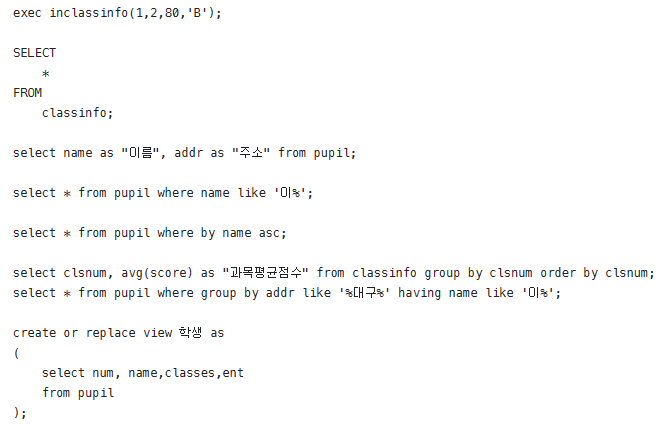 exec inclassinfo(1,2,80,'B');
SELECT
*
FROM
classinfo;
select name as "이름", addr as "주소" from pupil;
select * from pupil where name like '이%';
select * from pupil where by name asc;
select clsnum, avg(score) as "과목평균점수" from classinfo group by clsnum order by clsnum;
select * from pupil where group by addr like '%대구%' having name like '이%';
create or replace view 학생 as
(
select num, name,classes,ent
from pupil
);